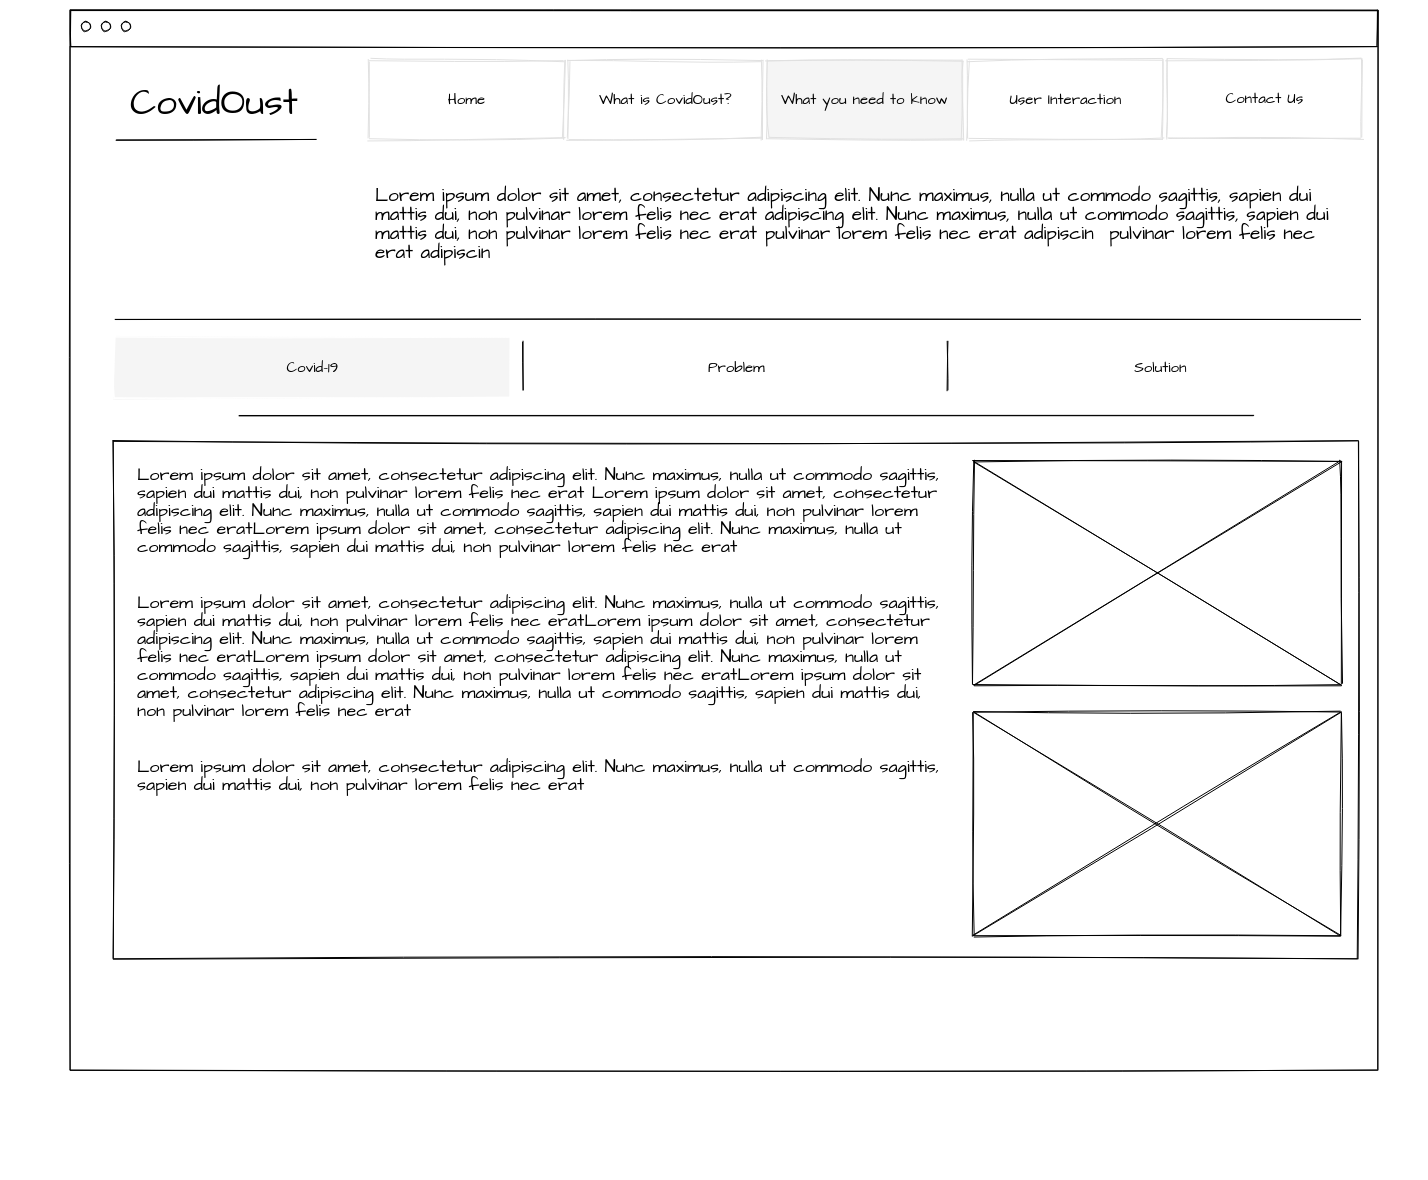 CovidOust
Home
What is CovidOust?
What you need to know
User Interaction
Contact Us
Lorem ipsum dolor sit amet, consectetur adipiscing elit. Nunc maximus, nulla ut commodo sagittis, sapien dui
mattis dui, non pulvinar lorem felis nec erat adipiscing elit. Nunc maximus, nulla ut commodo sagittis, sapien dui
mattis dui, non pulvinar lorem felis nec erat pulvinar lorem felis nec erat adipiscin  pulvinar lorem felis nec
erat adipiscin
Covid-19
Problem
Solution
Lorem ipsum dolor sit amet, consectetur adipiscing elit. Nunc maximus, nulla ut commodo sagittis,
sapien dui mattis dui, non pulvinar lorem felis nec erat Lorem ipsum dolor sit amet, consectetur
adipiscing elit. Nunc maximus, nulla ut commodo sagittis, sapien dui mattis dui, non pulvinar lorem
felis nec eratLorem ipsum dolor sit amet, consectetur adipiscing elit. Nunc maximus, nulla ut
commodo sagittis, sapien dui mattis dui, non pulvinar lorem felis nec erat
Lorem ipsum dolor sit amet, consectetur adipiscing elit. Nunc maximus, nulla ut commodo sagittis,
sapien dui mattis dui, non pulvinar lorem felis nec eratLorem ipsum dolor sit amet, consectetur
adipiscing elit. Nunc maximus, nulla ut commodo sagittis, sapien dui mattis dui, non pulvinar lorem
felis nec eratLorem ipsum dolor sit amet, consectetur adipiscing elit. Nunc maximus, nulla ut
commodo sagittis, sapien dui mattis dui, non pulvinar lorem felis nec eratLorem ipsum dolor sit
amet, consectetur adipiscing elit. Nunc maximus, nulla ut commodo sagittis, sapien dui mattis dui,
non pulvinar lorem felis nec erat
Lorem ipsum dolor sit amet, consectetur adipiscing elit. Nunc maximus, nulla ut commodo sagittis,
sapien dui mattis dui, non pulvinar lorem felis nec erat